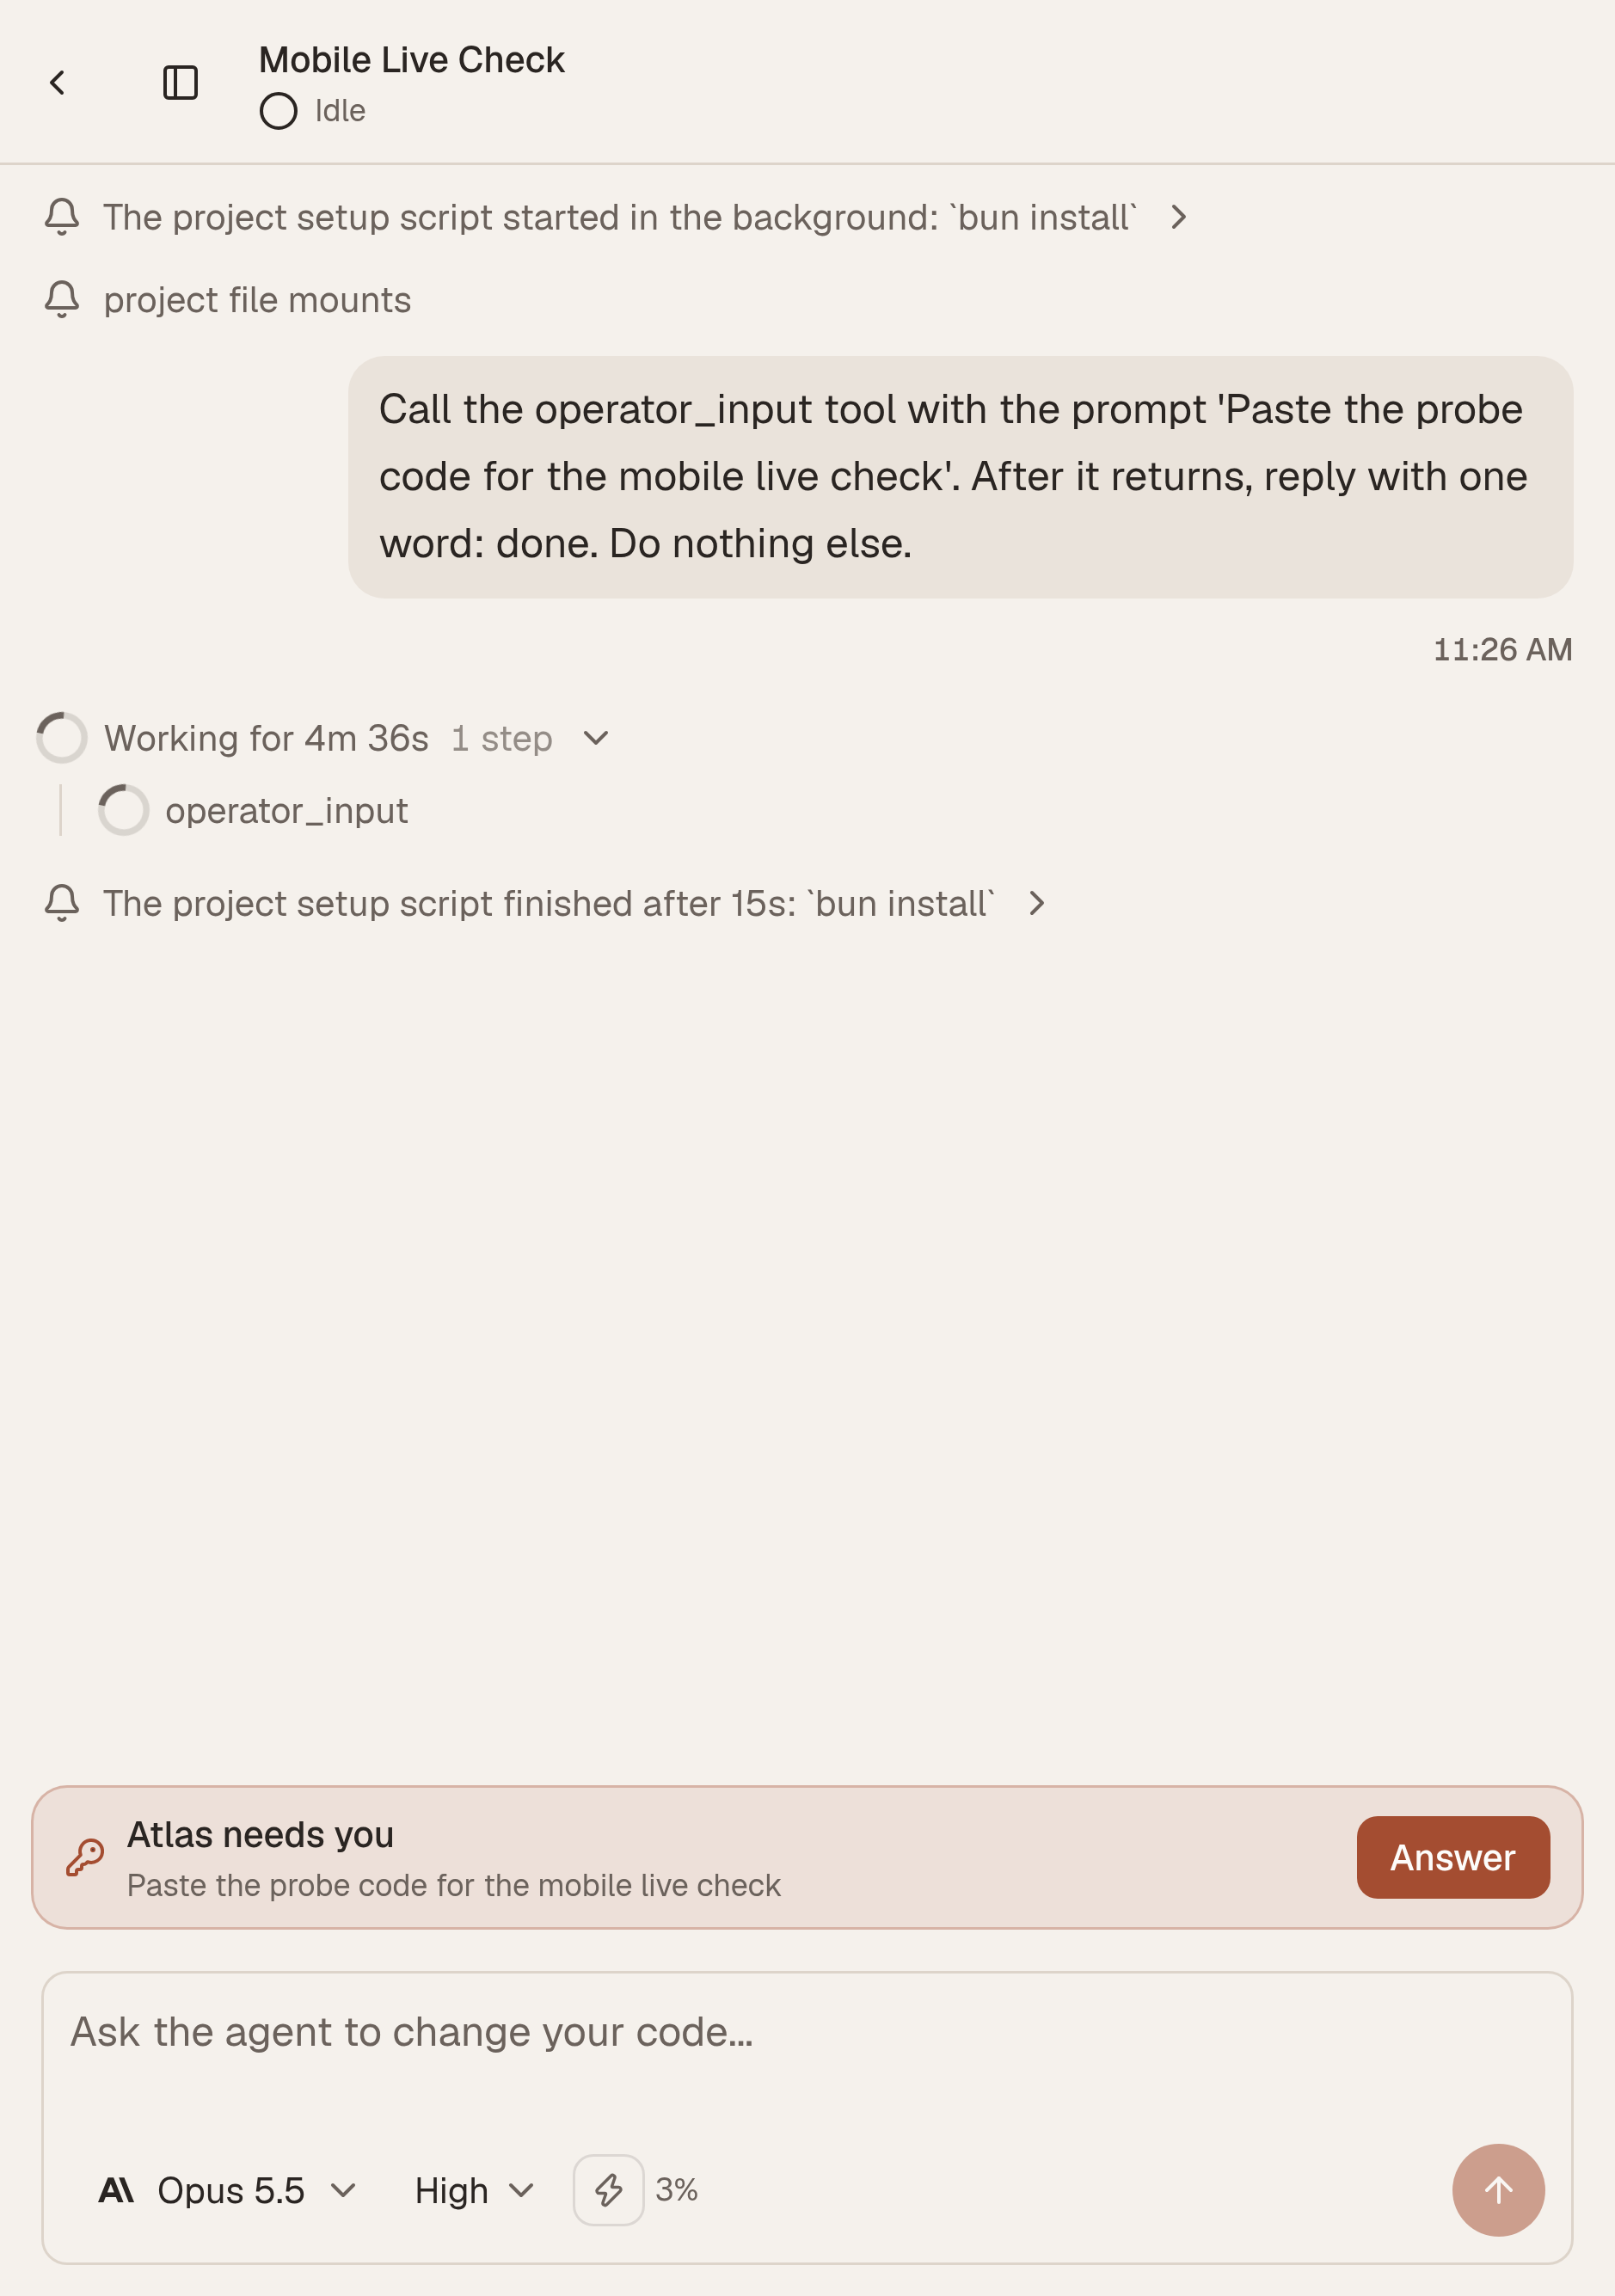 Mobile Live Check
Idle
The project setup script started in the background: `bun install`
project file mounts
Call the operator_input tool with the prompt 'Paste the probe
code for the mobile live check'. After it returns, reply with one
word: done. Do nothing else.
11:26 AM
Working for 4m 36s 1 step
operator_input
The project setup script finished after 15s: `bun install`
Atlas needs you
Paste the probe code for the mobile live check
Answer
Ask the agent to change your code...
Opus 5.5 High 3%